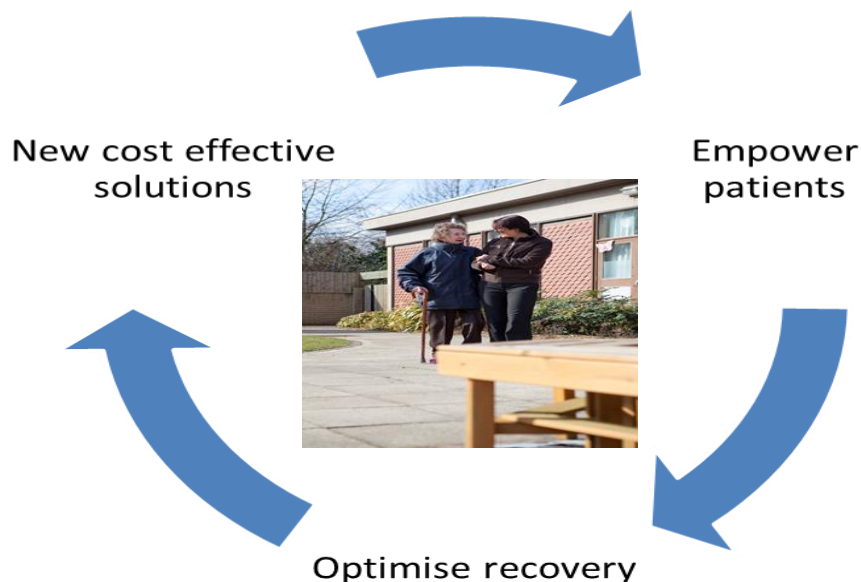 New cost effective
solutions
Empower
patients
Optimise recovery